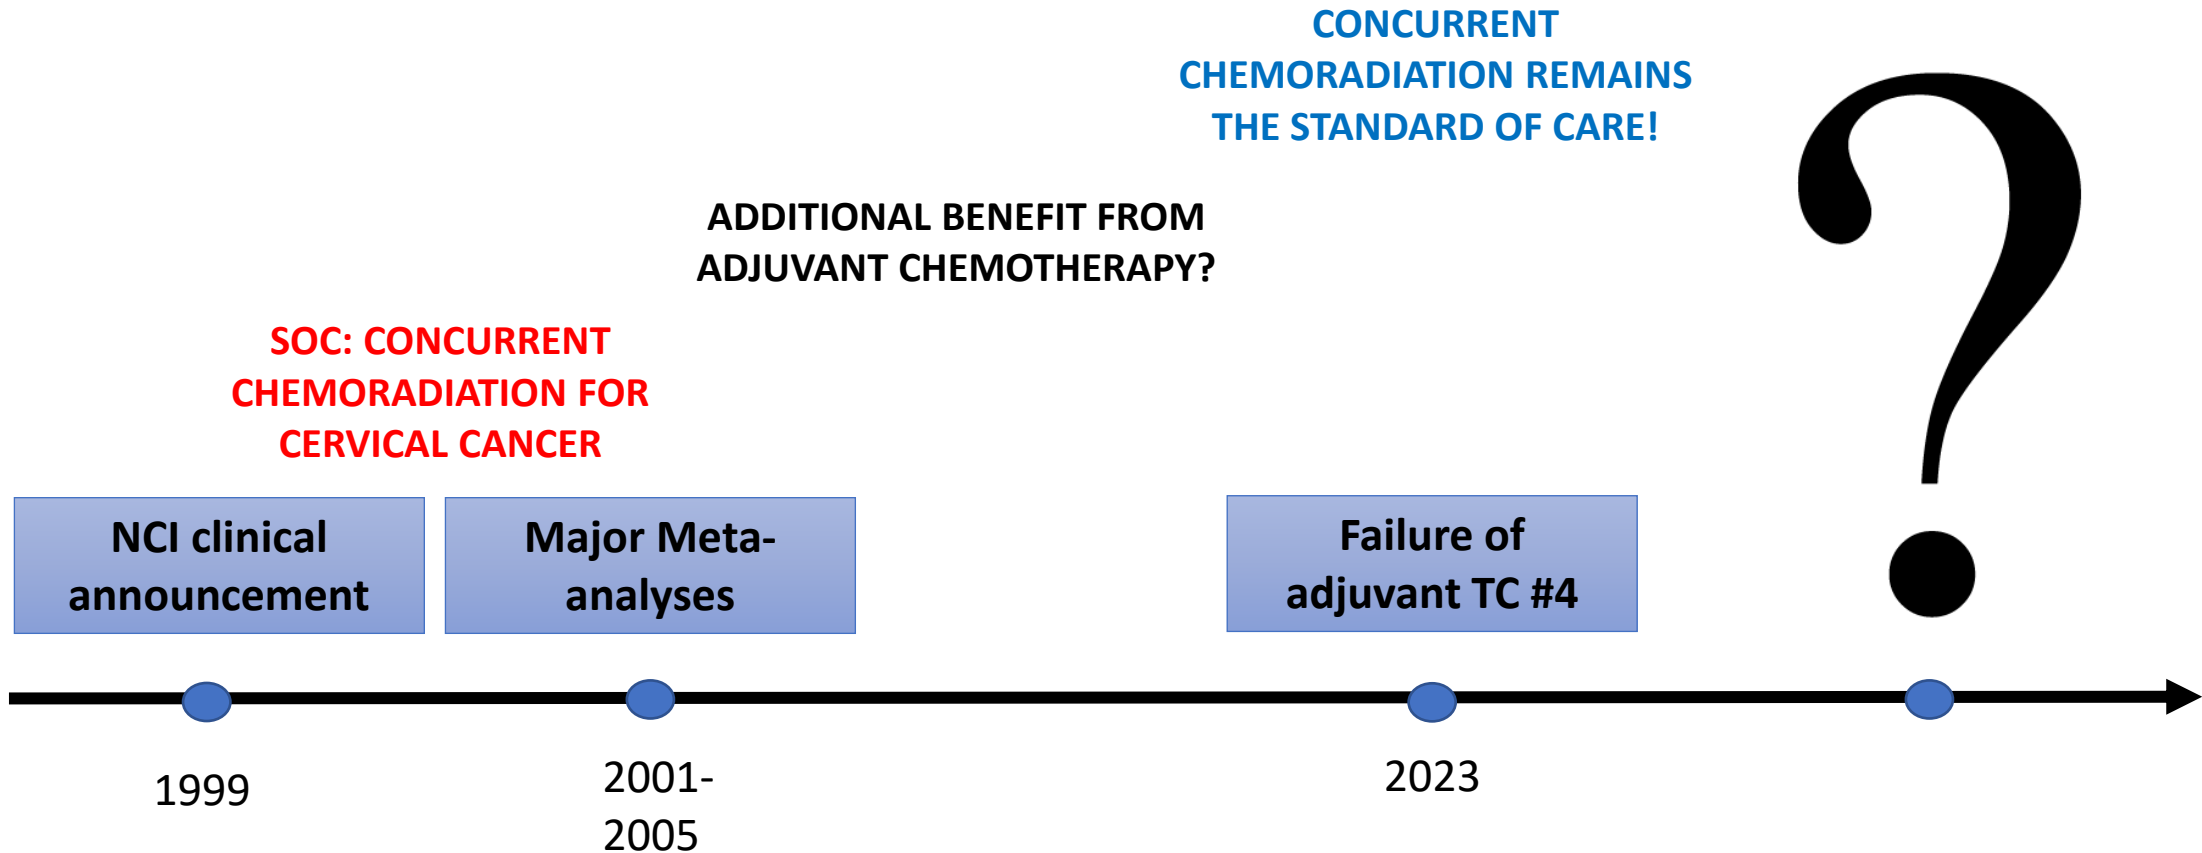 CONCURRENT
CHEMORADIATION REMAINS
THE STANDARD OF CARE!
ADDITIONAL BENEFIT FROM
ADJUVANT CHEMOTHERAPY?
SOC: CONCURRENT
CHEMORADIATION FOR
CERVICAL CANCER
NCI clinical
announcement
Major Meta-
analyses
Failure of
adjuvant TC #4
?
1999
2001-
2005
2023